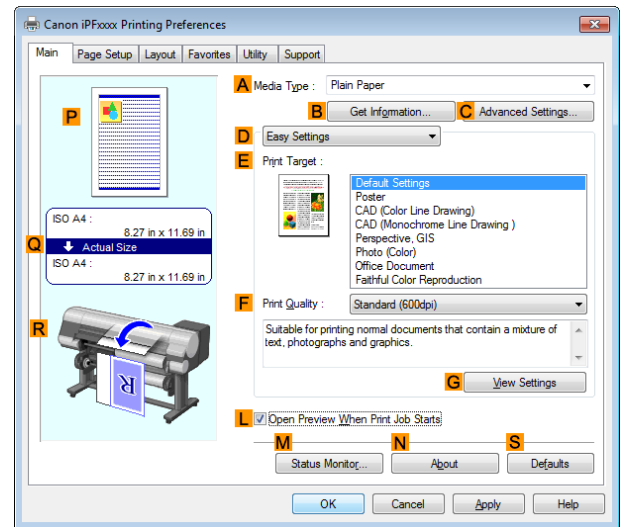 Canon iPFxxxx Printing Preferences
Main Page Setup Layout Favorites Utility Support
A Media Type : Plain Paper
B Get Information... C Advanced Settings...
P
D Easy Settings
E Print Target :
Default Settings
Poster
CAD (Color Line Drawing)
CAD (Monochrome Line Drawing )
Perspective, GIS
Photo (Color)
Office Document
Faithful Color Reproduction
ISO A4 :
8.27 in x 11.69 in
Q Actual Size
ISO A4 :
8.27 in x 11.69 in
F Print Quality : Standard (600dpi)
Suitable for printing normal documents that contain a mixture of
text, photographs and graphics.
R
R
G View Settings
L Open Preview When Print Job Starts
M N S
Status Monitor... About Defaults
OK Cancel Apply Help